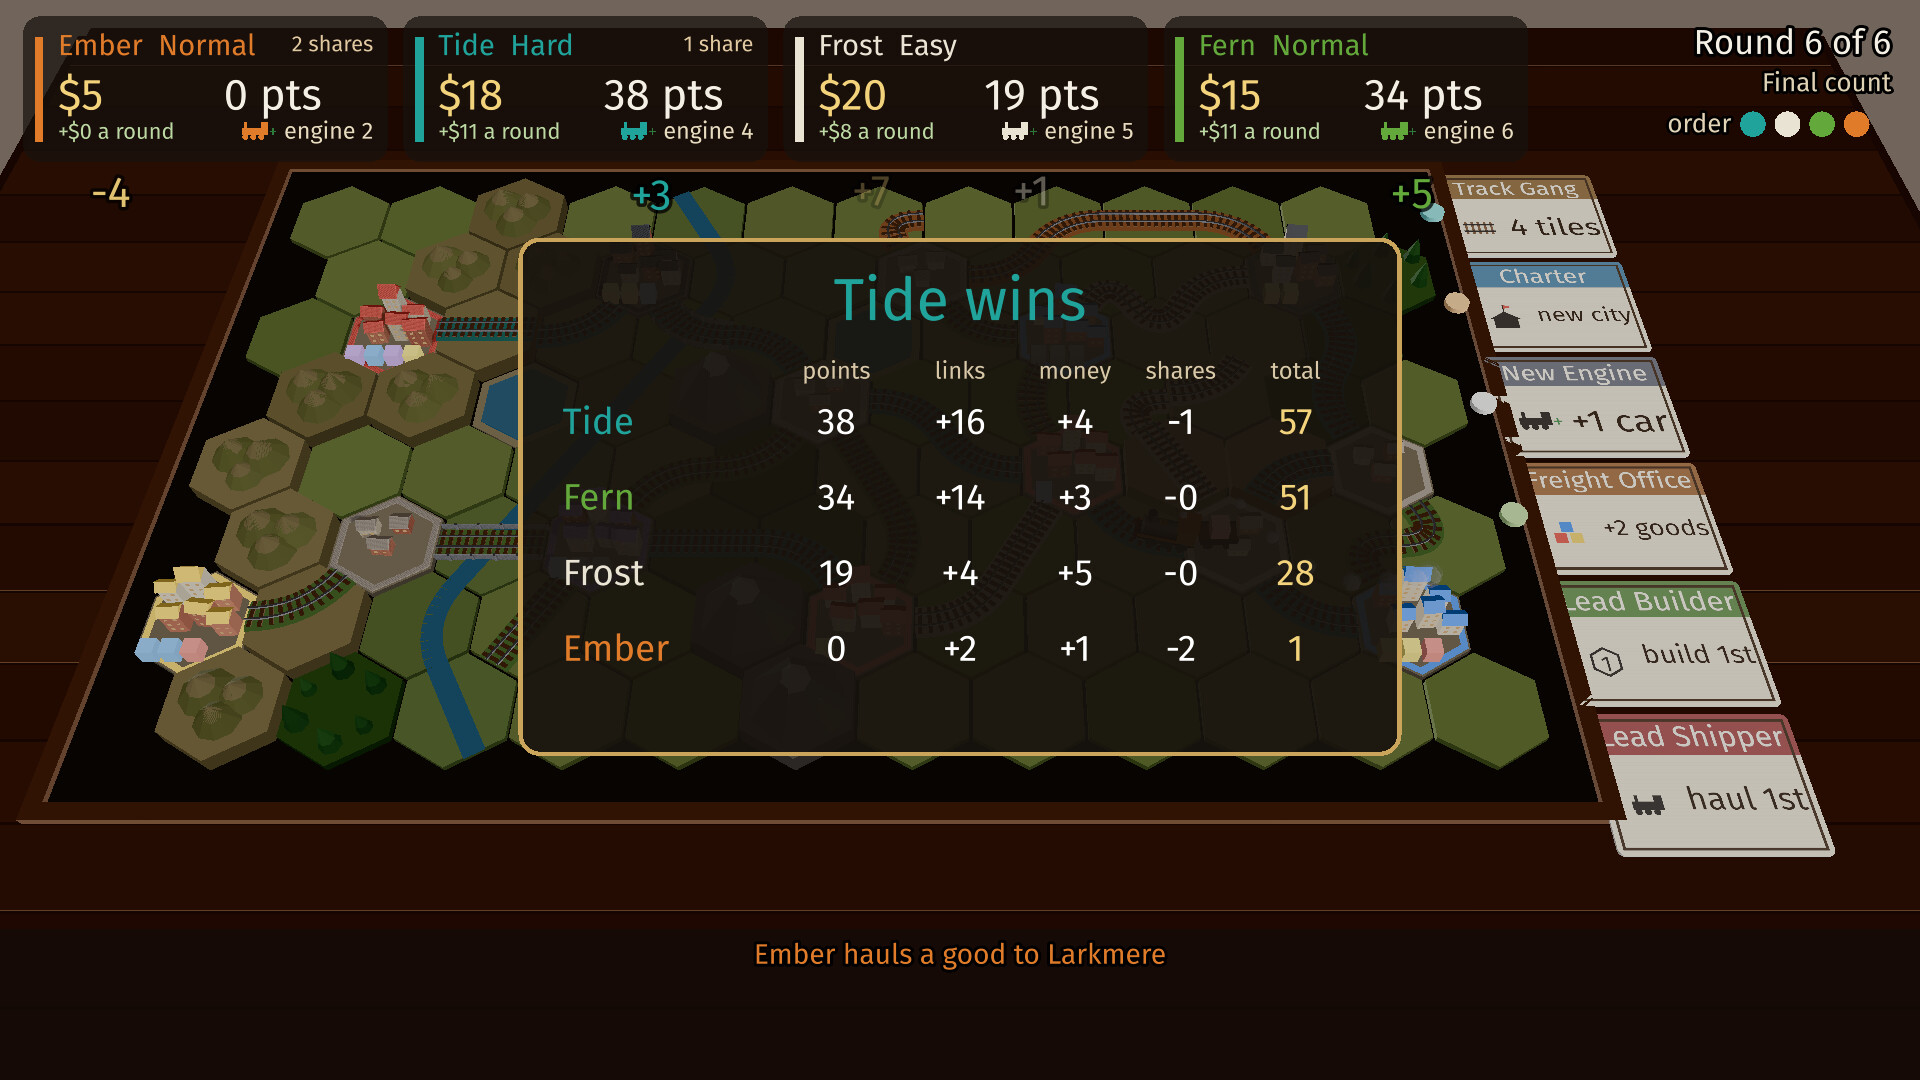 Ember Normal 2 shares
$5 0 pts
+$0 a round engine 2
Tide Hard 1 share
$18 38 pts
+$11 a round engine 4
Frost Easy
$20 19 pts
+$8 a round engine 5
Fern Normal
$15 34 pts
+$11 a round engine 6
Round 6 of 6
Final count
order
-4 +3 +7 +1 +5
Track Gang
4 tiles
Charter
new city
New Engine
+1 car
Freight Office
+2 goods
Lead Builder
1 build 1st
Lead Shipper
haul 1st
Tide wins
points links money shares total
Tide 38 +16 +4 -1 57
Fern 34 +14 +3 -0 51
Frost 19 +4 +5 -0 28
Ember 0 +2 +1 -2 1
Ember hauls a good to Larkmere